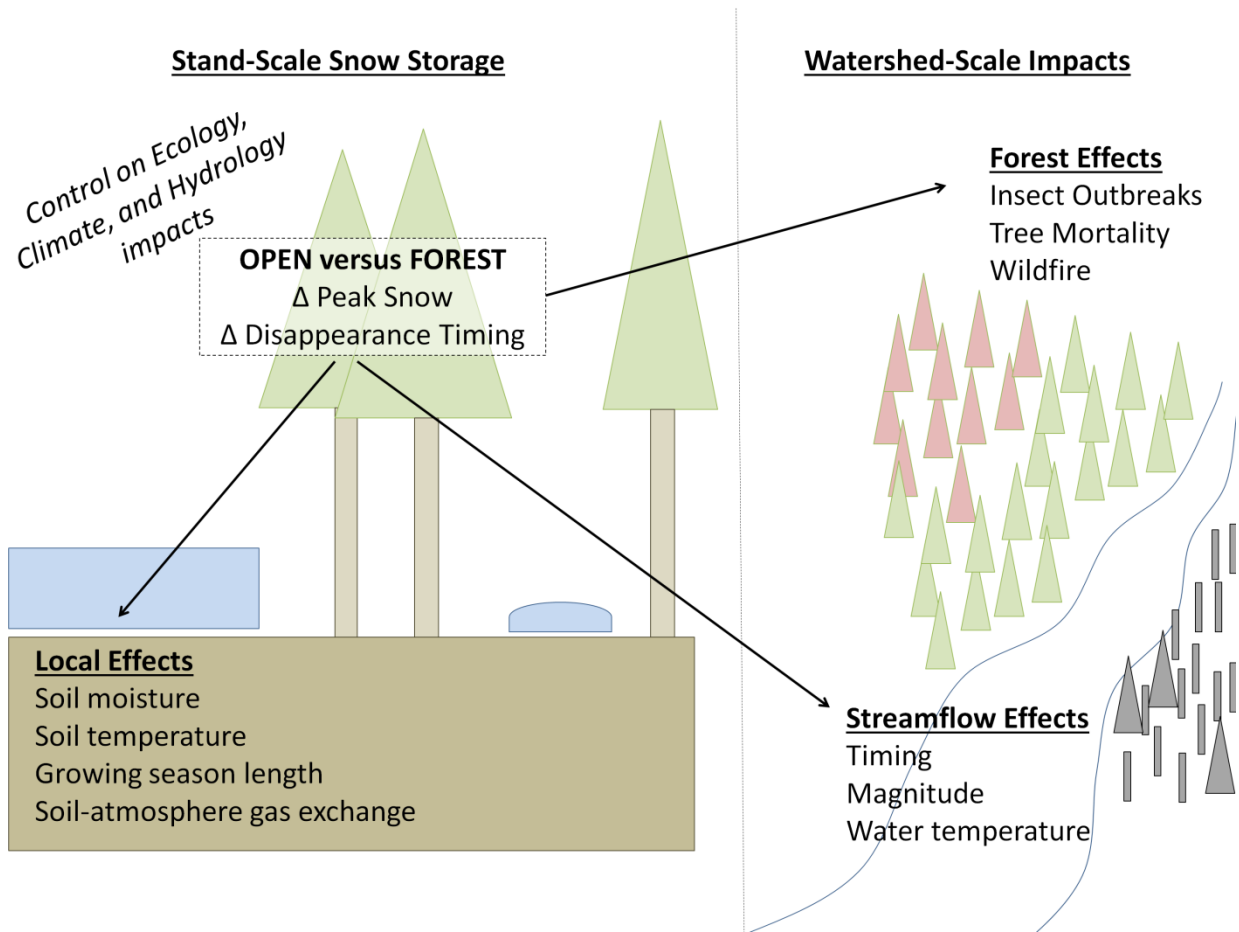 Stand-Scale Snow Storage
Control on Ecology,
Climate, and Hydrology
impacts
OPEN versus FOREST
Δ Peak Snow
Δ Disappearance Timing
Local Effects
Soil moisture
Soil temperature
Growing season length
Soil-atmosphere gas exchange
Watershed-Scale Impacts
Forest Effects
Insect Outbreaks
Tree Mortality
Wildfire
Streamflow Effects
Timing
Magnitude
Water temperature